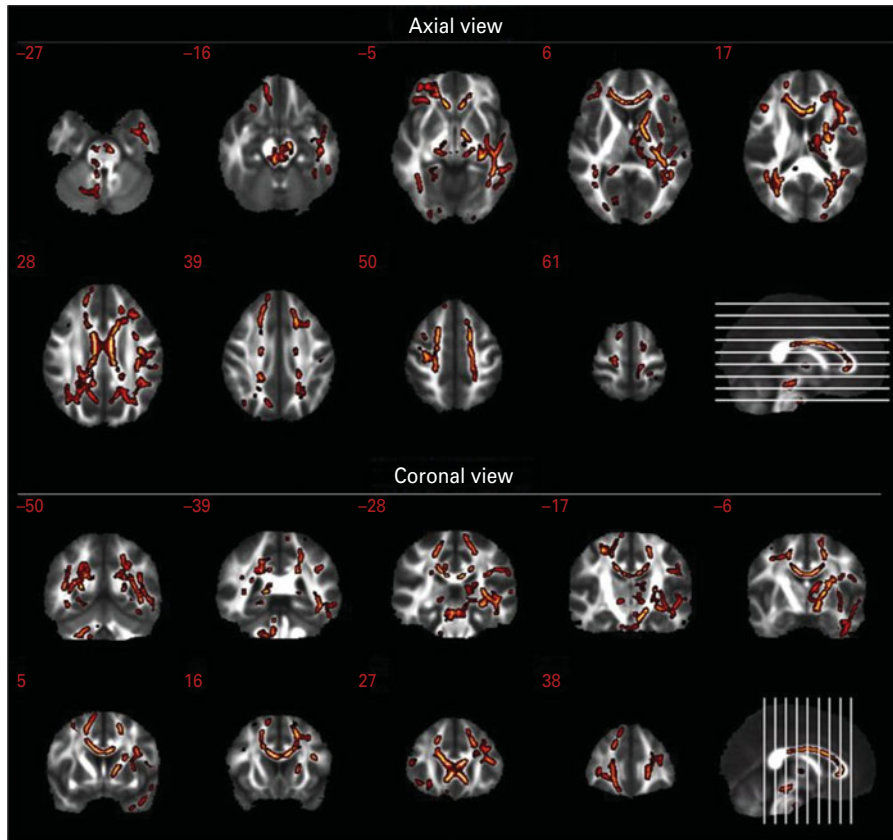 Axial view
–27 –16 –5 6 17
28 39 50 61
Coronal view
–50 –39 –28 –17 –6
5 16 27 38